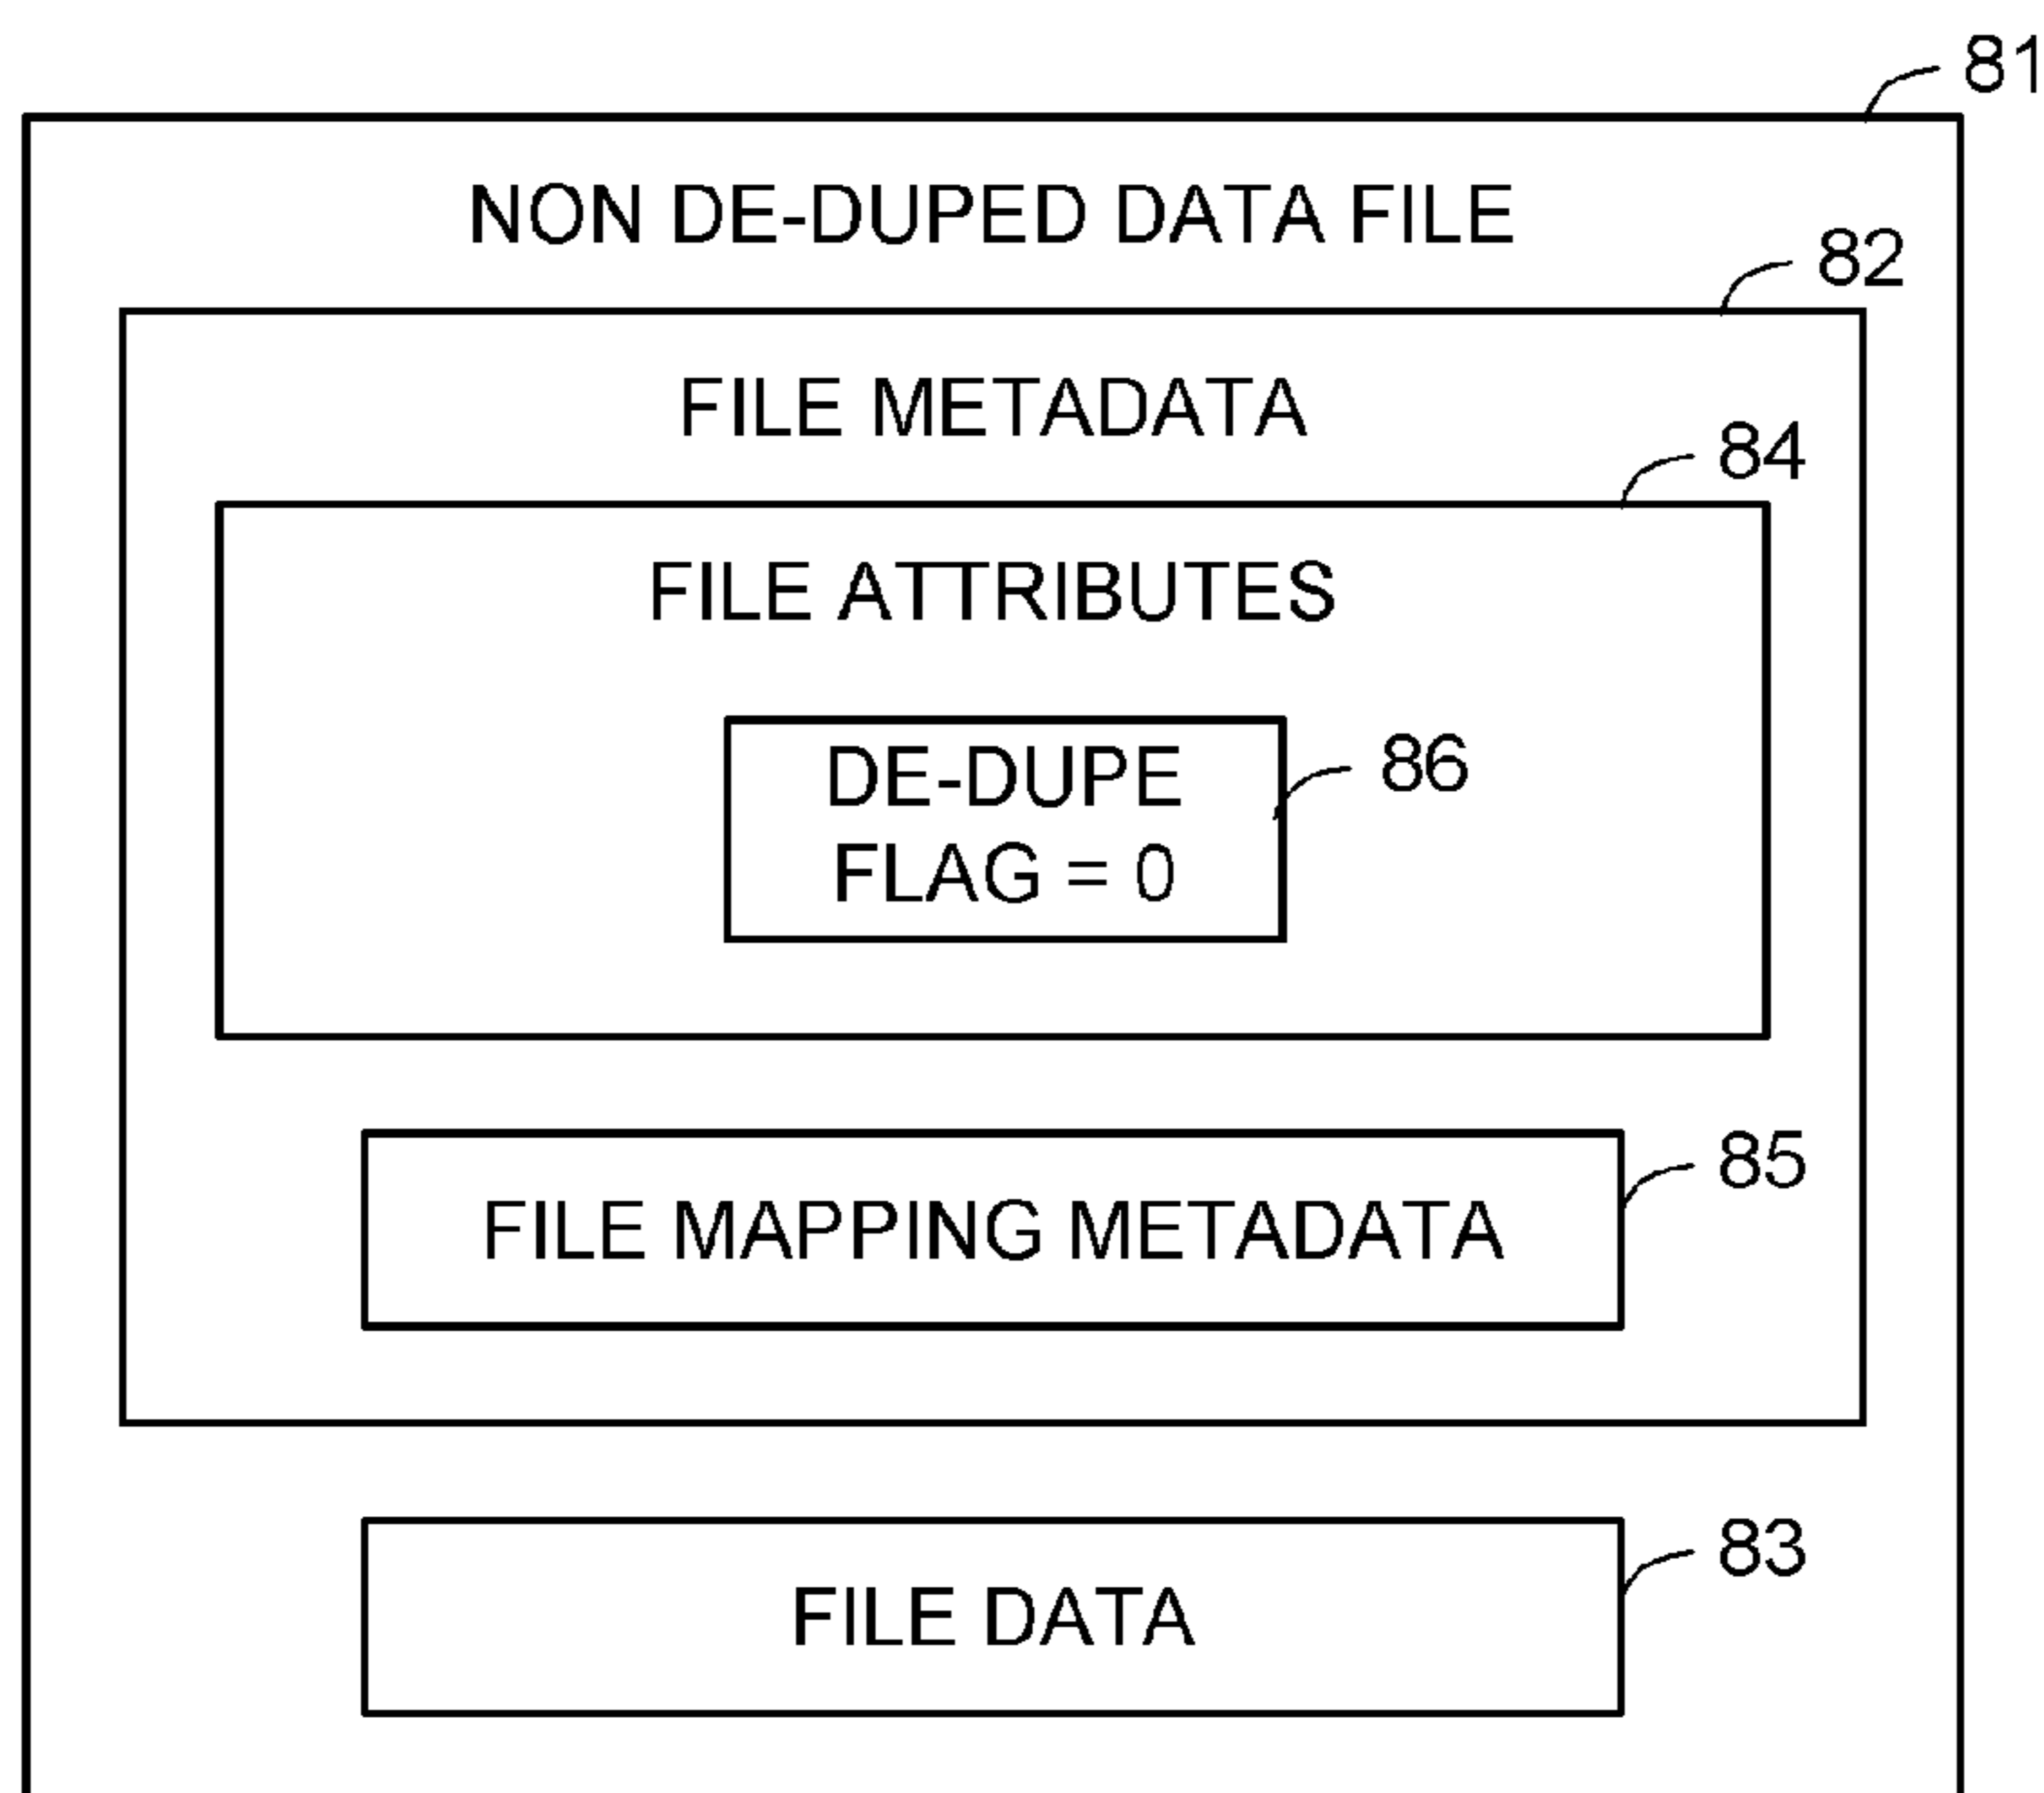 81
NON DE-DUPED DATA FILE
82
FILE METADATA
84
FILE ATTRIBUTES
DE-DUPE
FLAG = 0
86
FILE MAPPING METADATA
85
FILE DATA
83